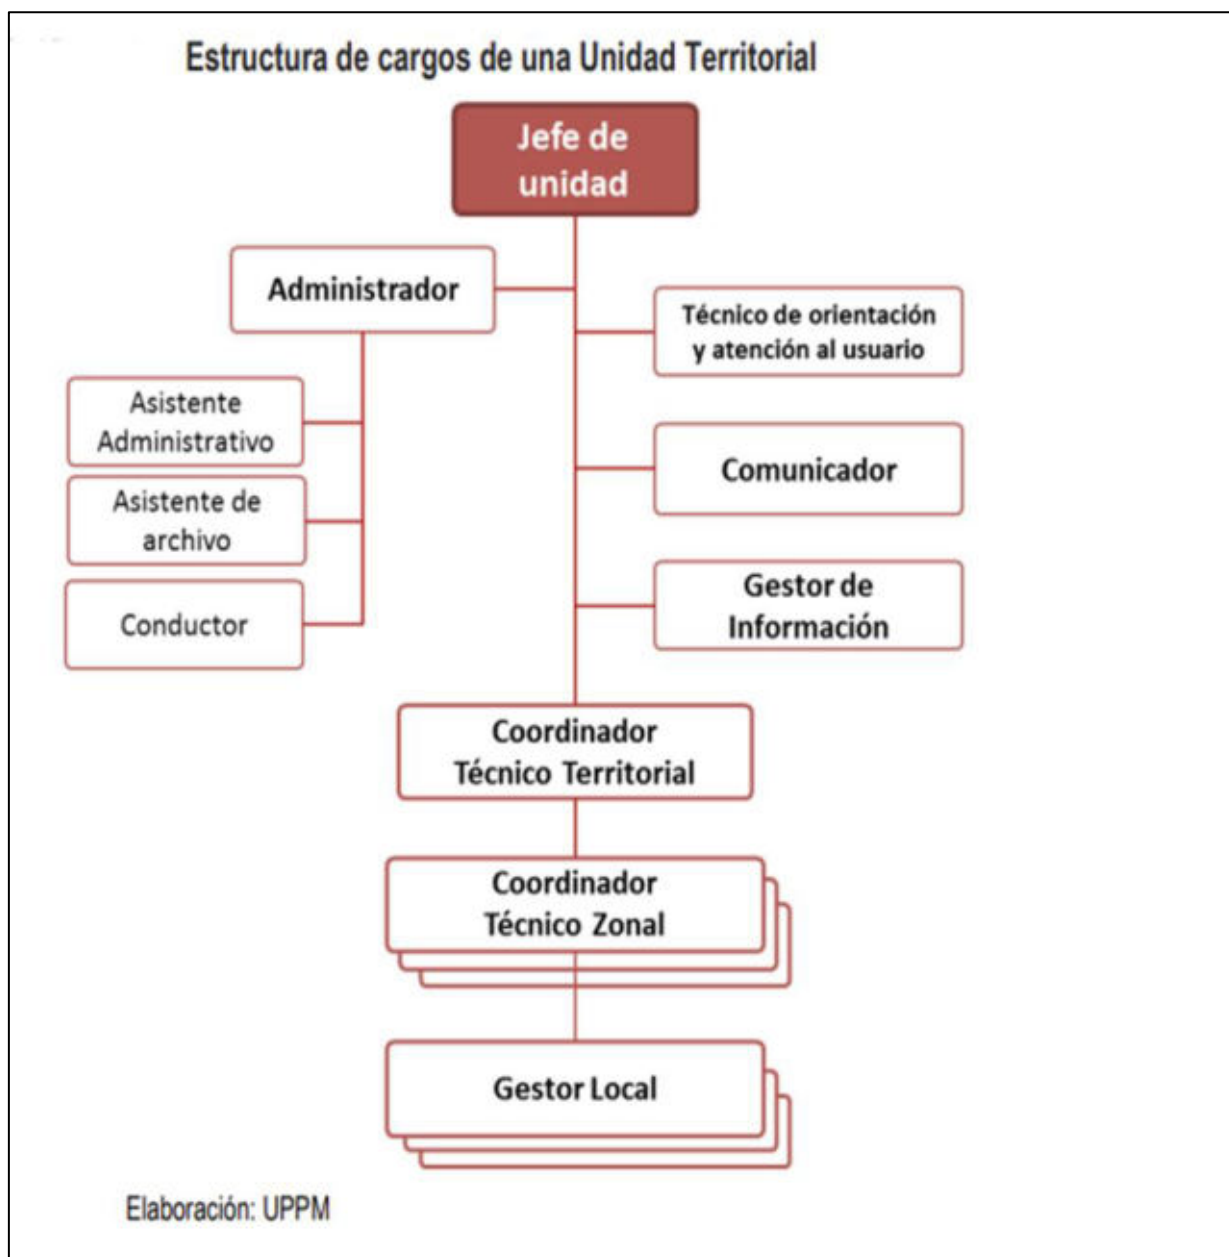 Estructura de cargos de una Unidad Territorial
Jefe de
unidad
Administrador
Técnico de orientación
y atención al usuario
Asistente
Administrativo
Comunicador
Asistente de
archivo
Gestor de
Información
Conductor
Coordinador
Técnico Territorial
Coordinador
Técnico Zonal
Gestor Local
Elaboración: UPPM